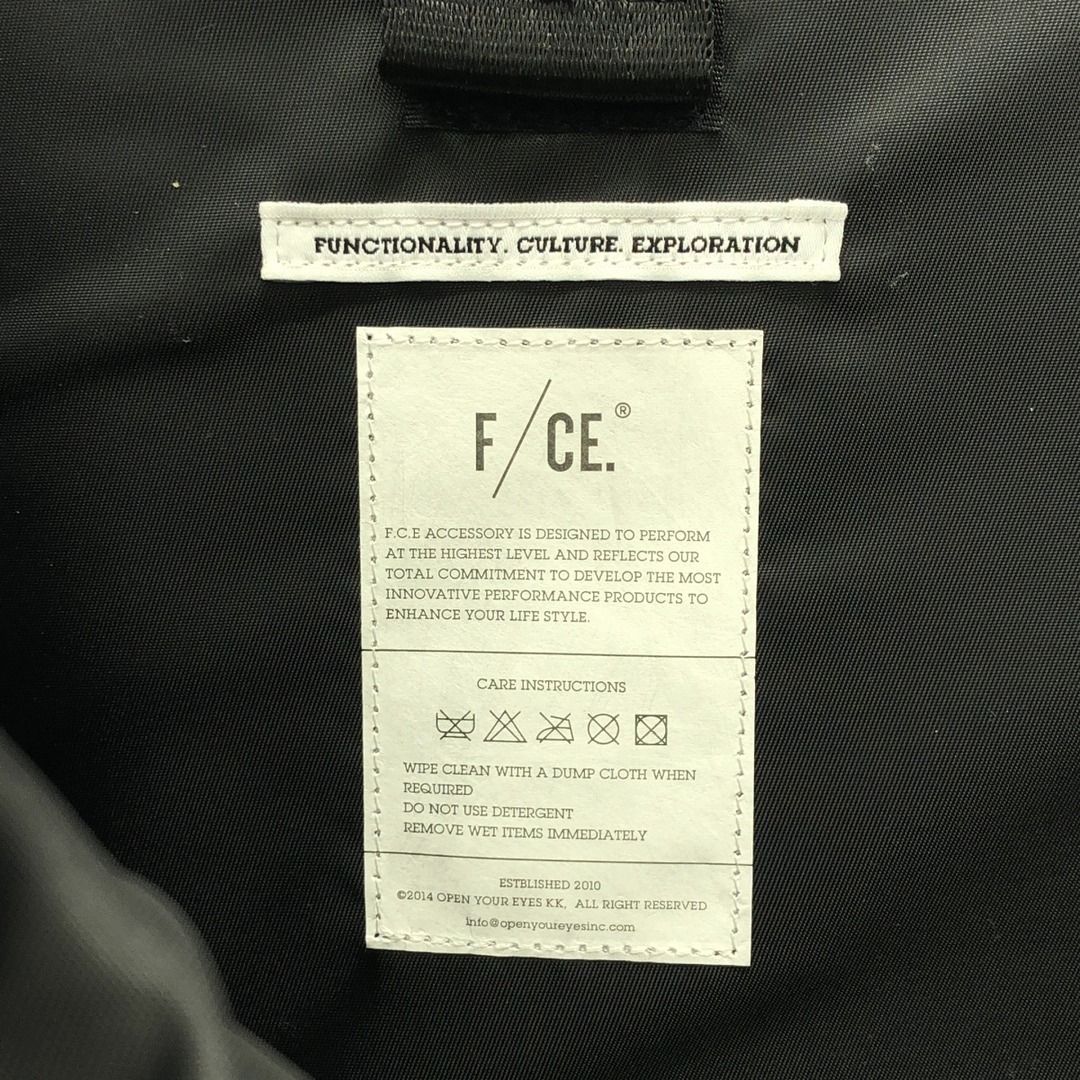 FUNCTIONALITY. CULTURE. EXPLORATION
F/CE.®
F.C.E ACCESSORY IS DESIGNED TO PERFORM
AT THE HIGHEST LEVEL AND REFLECTS OUR
TOTAL COMMITMENT TO DEVELOP THE MOST
INNOVATIVE PERFORMANCE PRODUCTS TO
ENHANCE YOUR LIFE STYLE.
CARE INSTRUCTIONS
WIPE CLEAN WITH A DUMP CLOTH WHEN
REQUIRED
DO NOT USE DETERGENT
REMOVE WET ITEMS IMMEDIATELY
ESTBLISHED 2010
©2014 OPEN YOUR EYES KK, ALL RIGHT RESERVED
info@openyoureyesinc.com